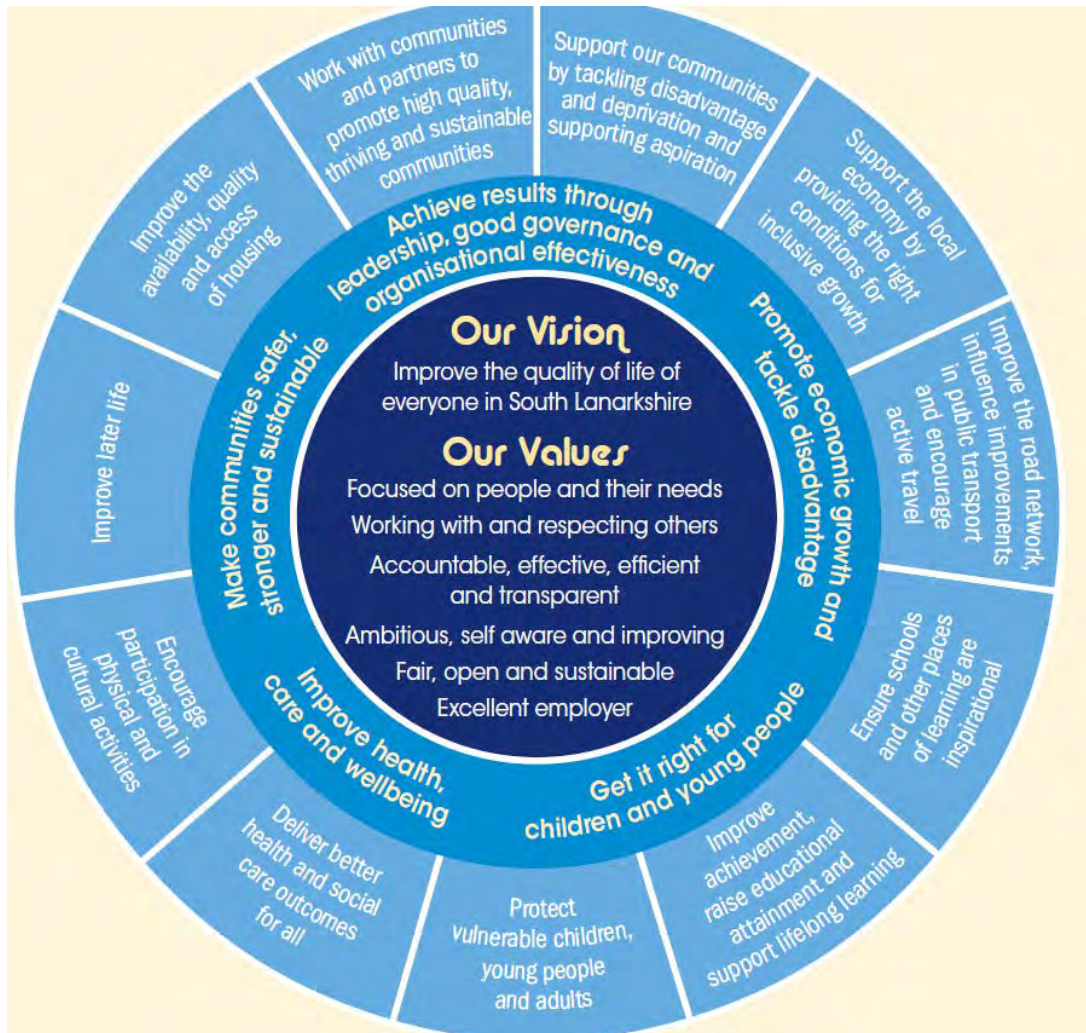 Our Vision
Improve the quality of life of
everyone in South Lanarkshire
Our Values
Focused on people and their needs
Working with and respecting others
Accountable, effective, efficient
and transparent
Ambitious, self aware and improving
Fair, open and sustainable
Excellent employer
Achieve results through
leadership, good governance and
organisational effectiveness
Promote economic growth and
tackle disadvantage
Get it right for
children and young people
Improve health,
care and wellbeing
Make communities safer,
stronger and sustainable
Support our communities
by tackling disadvantage
and deprivation and
supporting aspiration
Support the local
economy by
providing the right
conditions for
inclusive growth
Improve the road network,
influence improvements
in public transport
and encourage
active travel
Ensure schools
and other places
of learning are
inspirational
Improve
achievement,
raise educational
attainment and
support lifelong learning
Protect
vulnerable children,
young people
and adults
Deliver better
health and social
care outcomes
for all
Encourage
participation in
physical and
cultural activities
Improve later life
Improve the
availability, quality
and access
of housing
Work with communities
and partners to
promote high quality,
thriving and sustainable
communities